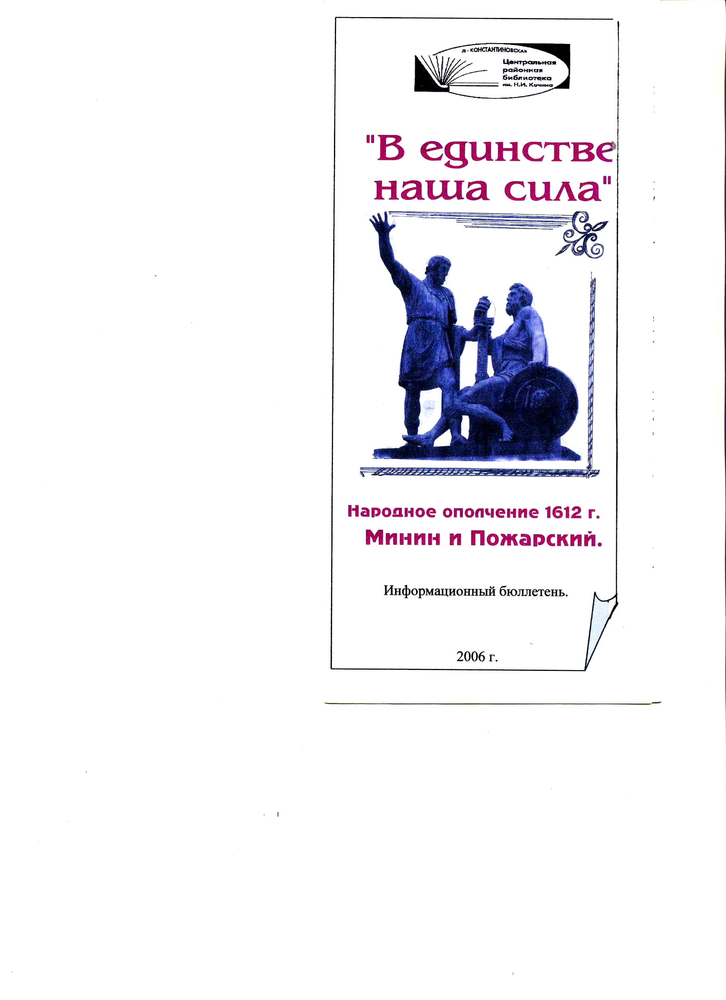 Д-КОНСТАНТИНОВСКАЯ
Центральная
районная
библиотека
им. Н.И. Кочина
"В единстве
наша сила"
Народное ополчение 1612 г.
Минин и Пожарский.
Информационный бюллетень.
2006 г.